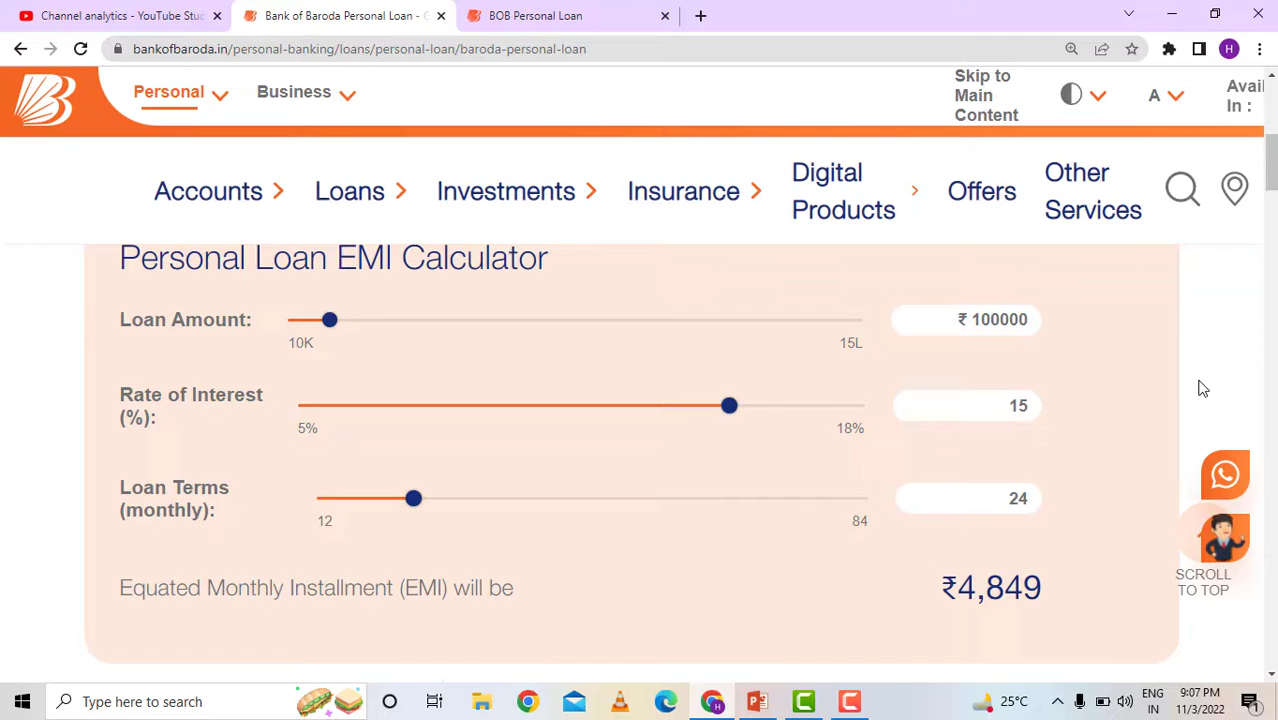 Channel analytics - YouTube Stu
Bank of Baroda Personal Loan - G
BOB Personal Loan
bankofbaroda.in/personal-banking/loans/personal-loan/baroda-personal-loan
H
Personal
Business
Skip to
Main
Content
A
Avail
In :
Accounts
Loans
Investments
Insurance
Digital
Products
Offers
Other
Services
Personal Loan EMI Calculator
Loan Amount:
₹ 100000
10K
15L
Rate of Interest
(%):
15
5%
18%
Loan Terms
(monthly):
24
12
84
Equated Monthly Installment (EMI) will be
₹4,849
SCROLL
TO TOP
Type here to search
25°C
ENG
IN
9:07 PM
11/3/2022